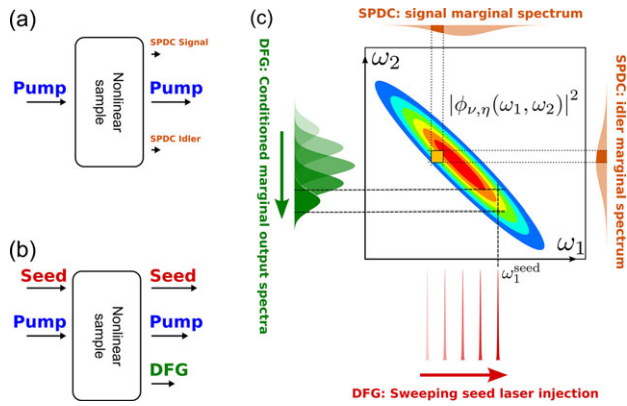 (a)
SPDC Signal
Pump
Nonlinear
sample
Pump
SPDC Idler
(b)
Seed
Seed
Pump
Nonlinear
sample
Pump
DFG
(c)
SPDC: signal marginal spectrum
DFG: Conditioned marginal output spectra
ω₂
|ϕν,η(ω₁, ω₂)|²
SPDC: idler marginal spectrum
ω₁
ω₁ˢᵉᵉᵈ
DFG: Sweeping seed laser injection